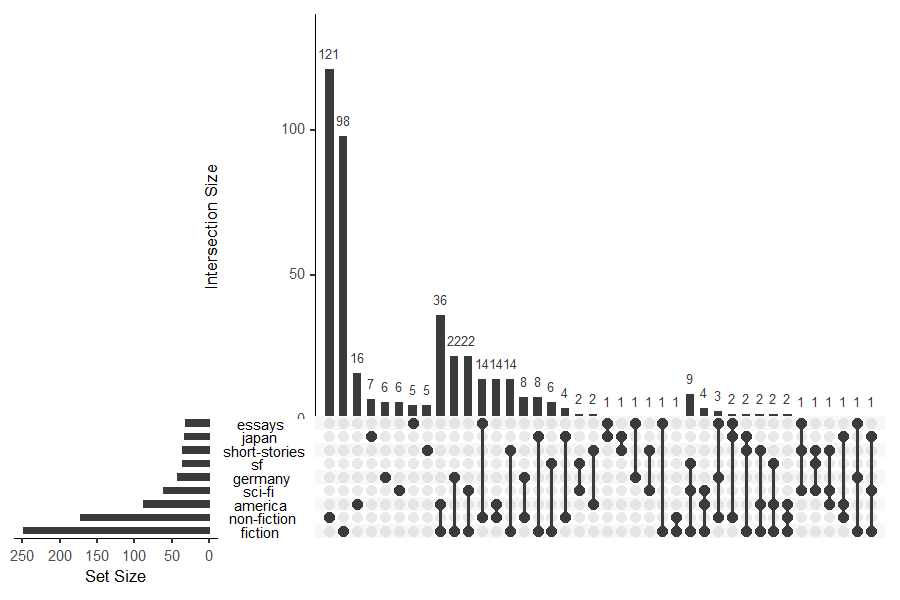 121
98
100
Intersection Size
50
36
2222
16
141414
7 6 6 5 5
8 8 6 4 2 2 1 1 1 1 1 1
9 4 3 2 2 2 2 2 1 1 1 1 1 1
0
essays
japan
short-stories
sf
germany
sci-fi
america
non-fiction
fiction
250 200 150 100 50 0
Set Size